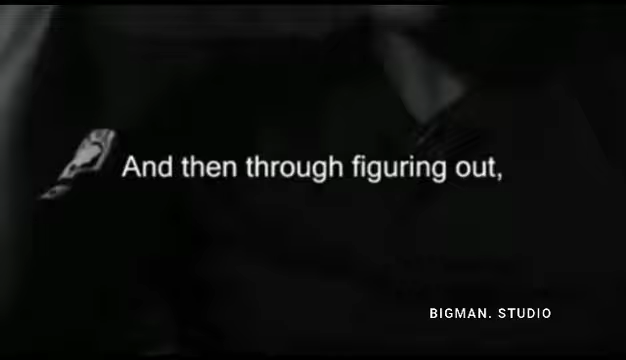 And then through figuring out,
BIGMAN. STUDIO